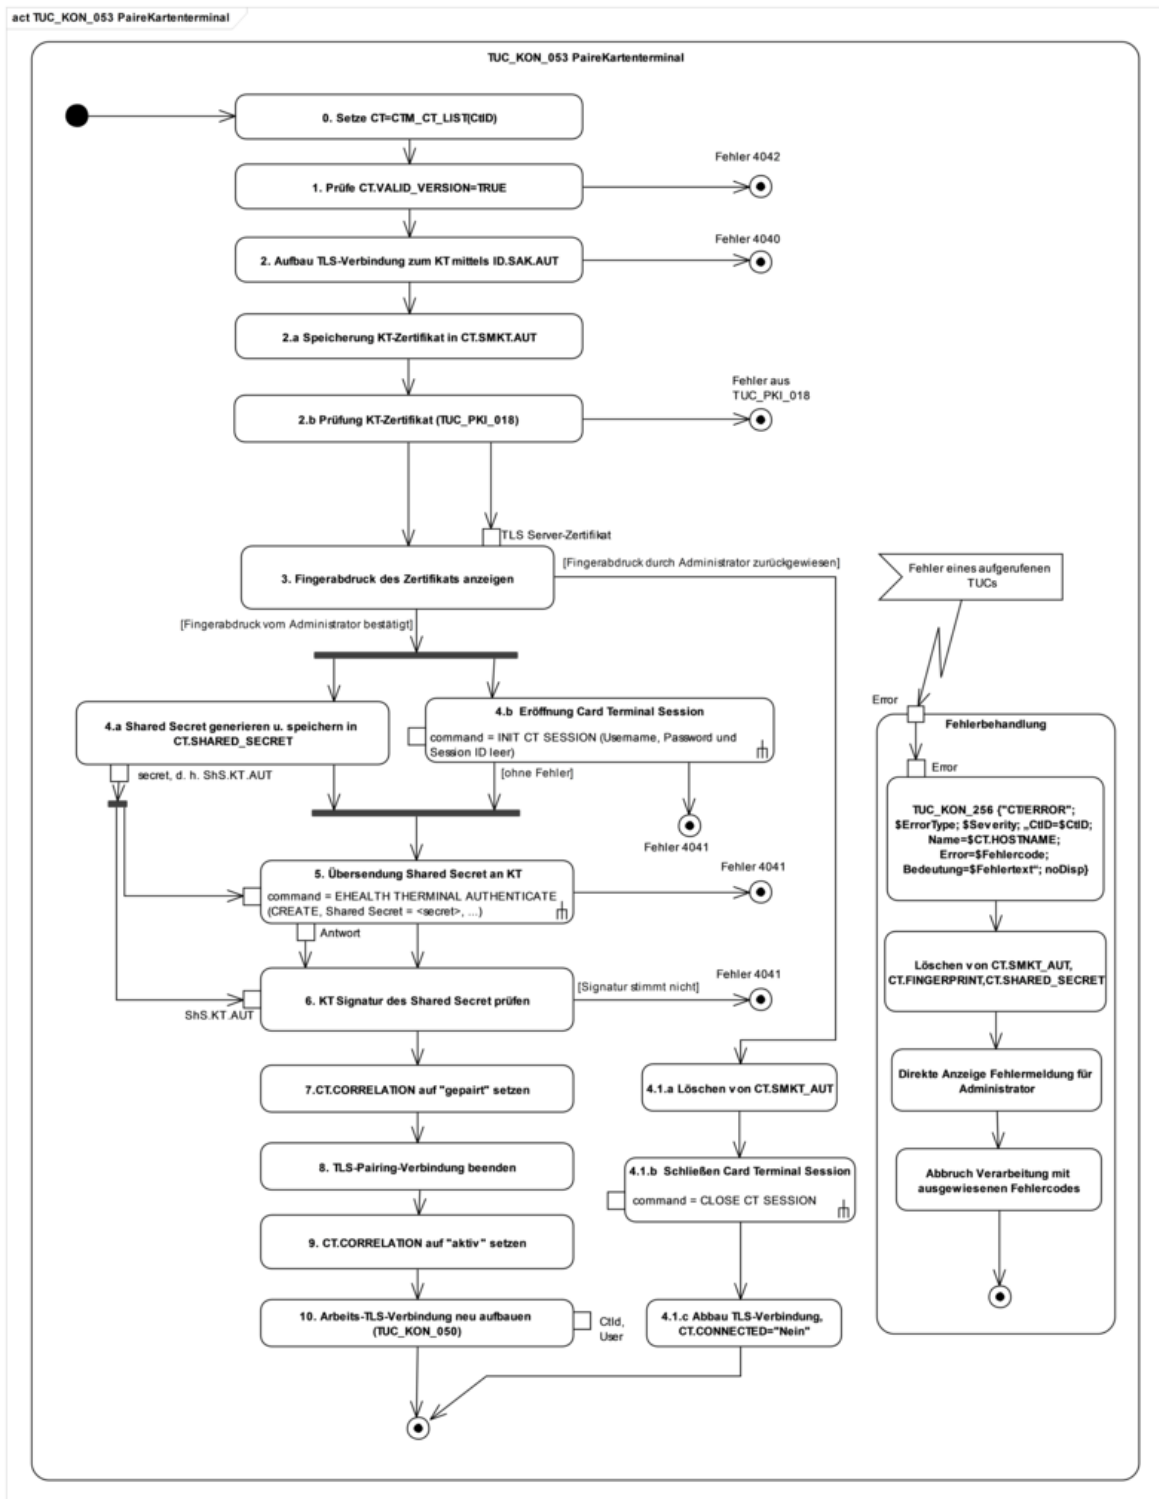 act TUC_KON_053 PaireKartenterminal
TUC_KON_053 PaireKartenterminal
0. Setze CT=CTM_CT_LIST(CtID)
Fehler 4042
1. Prüfe CT.VALID_VERSION=TRUE
Fehler 4040
2. Aufbau TLS-Verbindung zum KT mittels ID.SAK.AUT
2.a Speicherung KT-Zertifikat in CT.SMKT.AUT
Fehler aus
TUC_PKI_018
2.b Prüfung KT-Zertifikat (TUC_PKI_018)
TLS Server-Zertifikat
3. Fingerabdruck des Zertifikats anzeigen
[Fingerabdruck durch Administrator zurückgewiesen]
[Fingerabdruck vom Administrator bestätigt]
4.a Shared Secret generieren u. speichern in
CT.SHARED_SECRET
secret, d. h. ShS.KT.AUT
4.b Eröffnung Card Terminal Session
command = INIT CT SESSION (Username, Password und
Session ID leer)
[ohne Fehler]
Fehler 4041
5. Übersendung Shared Secret an KT
command = EHEALTH THERMINAL AUTHENTICATE
(CREATE, Shared Secret = <secret>, ...)
Fehler 4041
Antwort
6. KT Signatur des Shared Secret prüfen
[Signatur stimmt nicht]
Fehler 4041
ShS.KT.AUT
7.CT.CORRELATION auf "gepairt" setzen
8. TLS-Pairing-Verbindung beenden
9. CT.CORRELATION auf "aktiv" setzen
10. Arbeits-TLS-Verbindung neu aufbauen
(TUC_KON_050)
CtId,
User
4.1.a Löschen von CT.SMKT_AUT
4.1.b Schließen Card Terminal Session
command = CLOSE CT SESSION
4.1.c Abbau TLS-Verbindung,
CT.CONNECTED="Nein"
Fehler eines aufgerufenen
TUCs
Error
Fehlerbehandlung
Error
TUC_KON_256 {"CT/ERROR";
$ErrorType; $Severity; „CtID=$CtID;
Name=$CT.HOSTNAME;
Error=$Fehlercode;
Bedeutung=$Fehlertext“; noDisp}
Löschen von CT.SMKT_AUT,
CT.FINGERPRINT,CT.SHARED_SECRET
Direkte Anzeige Fehlermeldung für
Administrator
Abbruch Verarbeitung mit
ausgewiesenen Fehlercodes